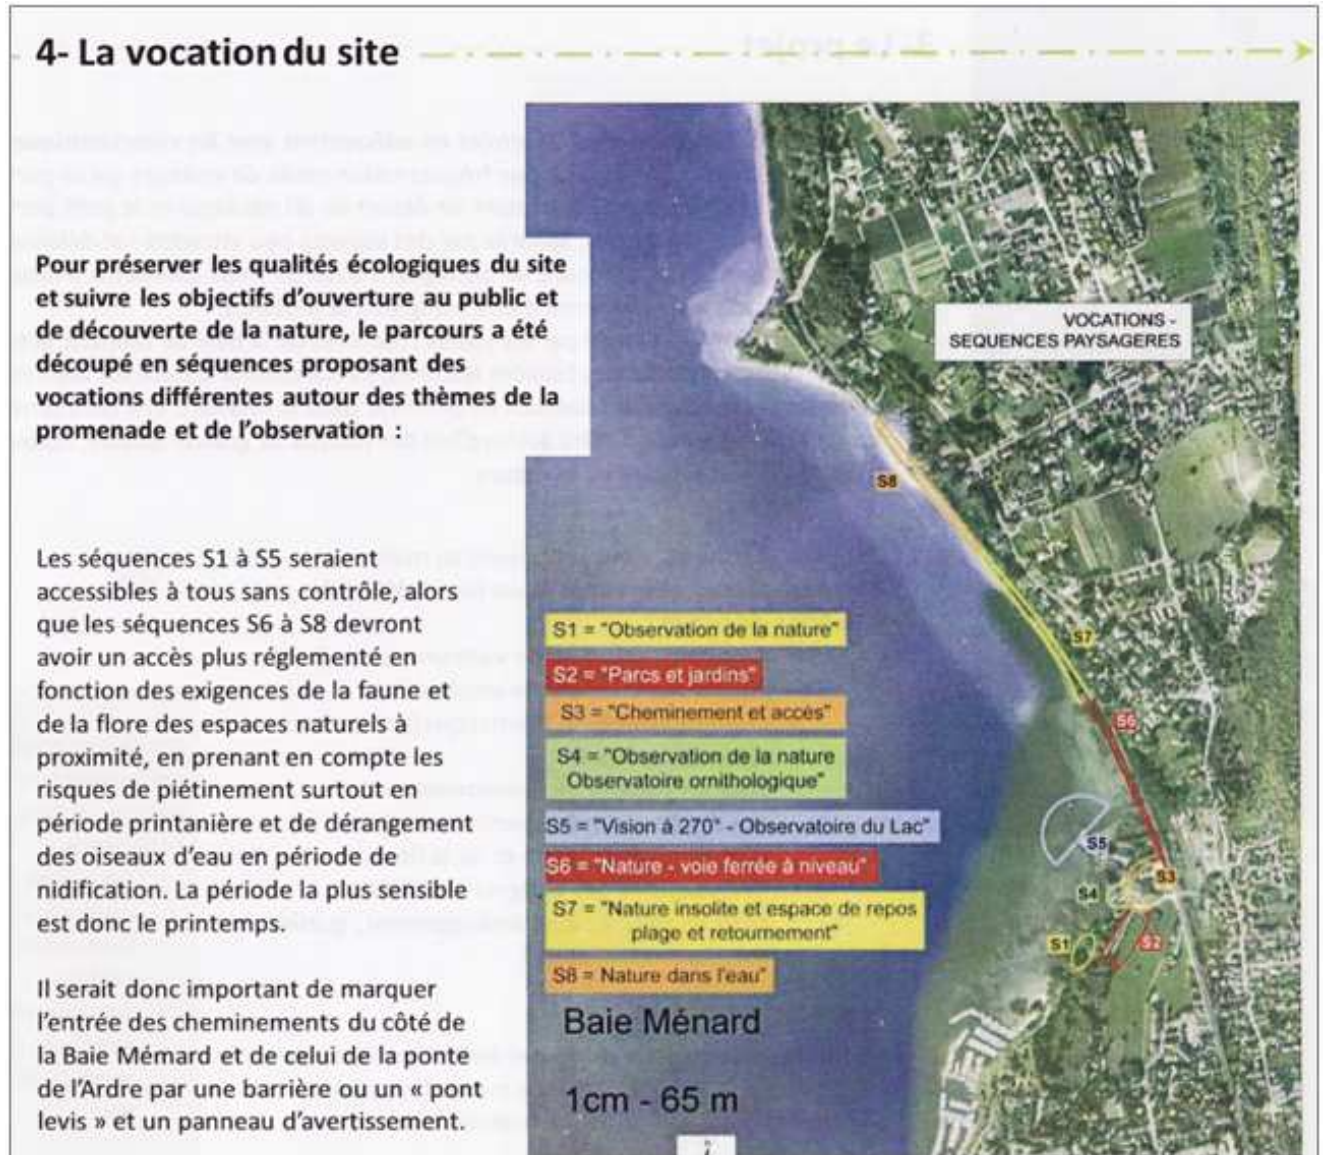 4- La vocation du site
Pour préserver les qualités écologiques du site
et suivre les objectifs d'ouverture au public et
de découverte de la nature, le parcours a été
découpé en séquences proposant des
vocations différentes autour des thèmes de la
promenade et de l'observation :
Les séquences S1 à S5 seraient
accessibles à tous sans contrôle, alors
que les séquences S6 à S8 devront
avoir un accès plus réglementé en
fonction des exigences de la faune et
de la flore des espaces naturels à
proximité, en prenant en compte les
risques de piétinement surtout en
période printanière et de dérangement
des oiseaux d'eau en période de
nidification. La période la plus sensible
est donc le printemps.
Il serait donc important de marquer
l'entrée des cheminements du côté de
la Baie Mémard et de celui de la ponte
de l'Ardre par une barrière ou un « pont
levis » et un panneau d'avertissement.
VOCATIONS -
SEQUENCES PAYSAGERES
S8
S7
S6
S5
S3
S4
S1
S2
S1 = "Observation de la nature"
S2 = "Parcs et jardins"
S3 = "Cheminement et accès"
S4 = "Observation de la nature
Observatoire ornithologique"
S5 = "Vision à 270° - Observatoire du Lac"
S6 = "Nature - voie ferrée à niveau"
S7 = "Nature insolite et espace de repos
plage et retournement"
S8 = Nature dans l'eau"
Baie Ménard
1cm - 65 m